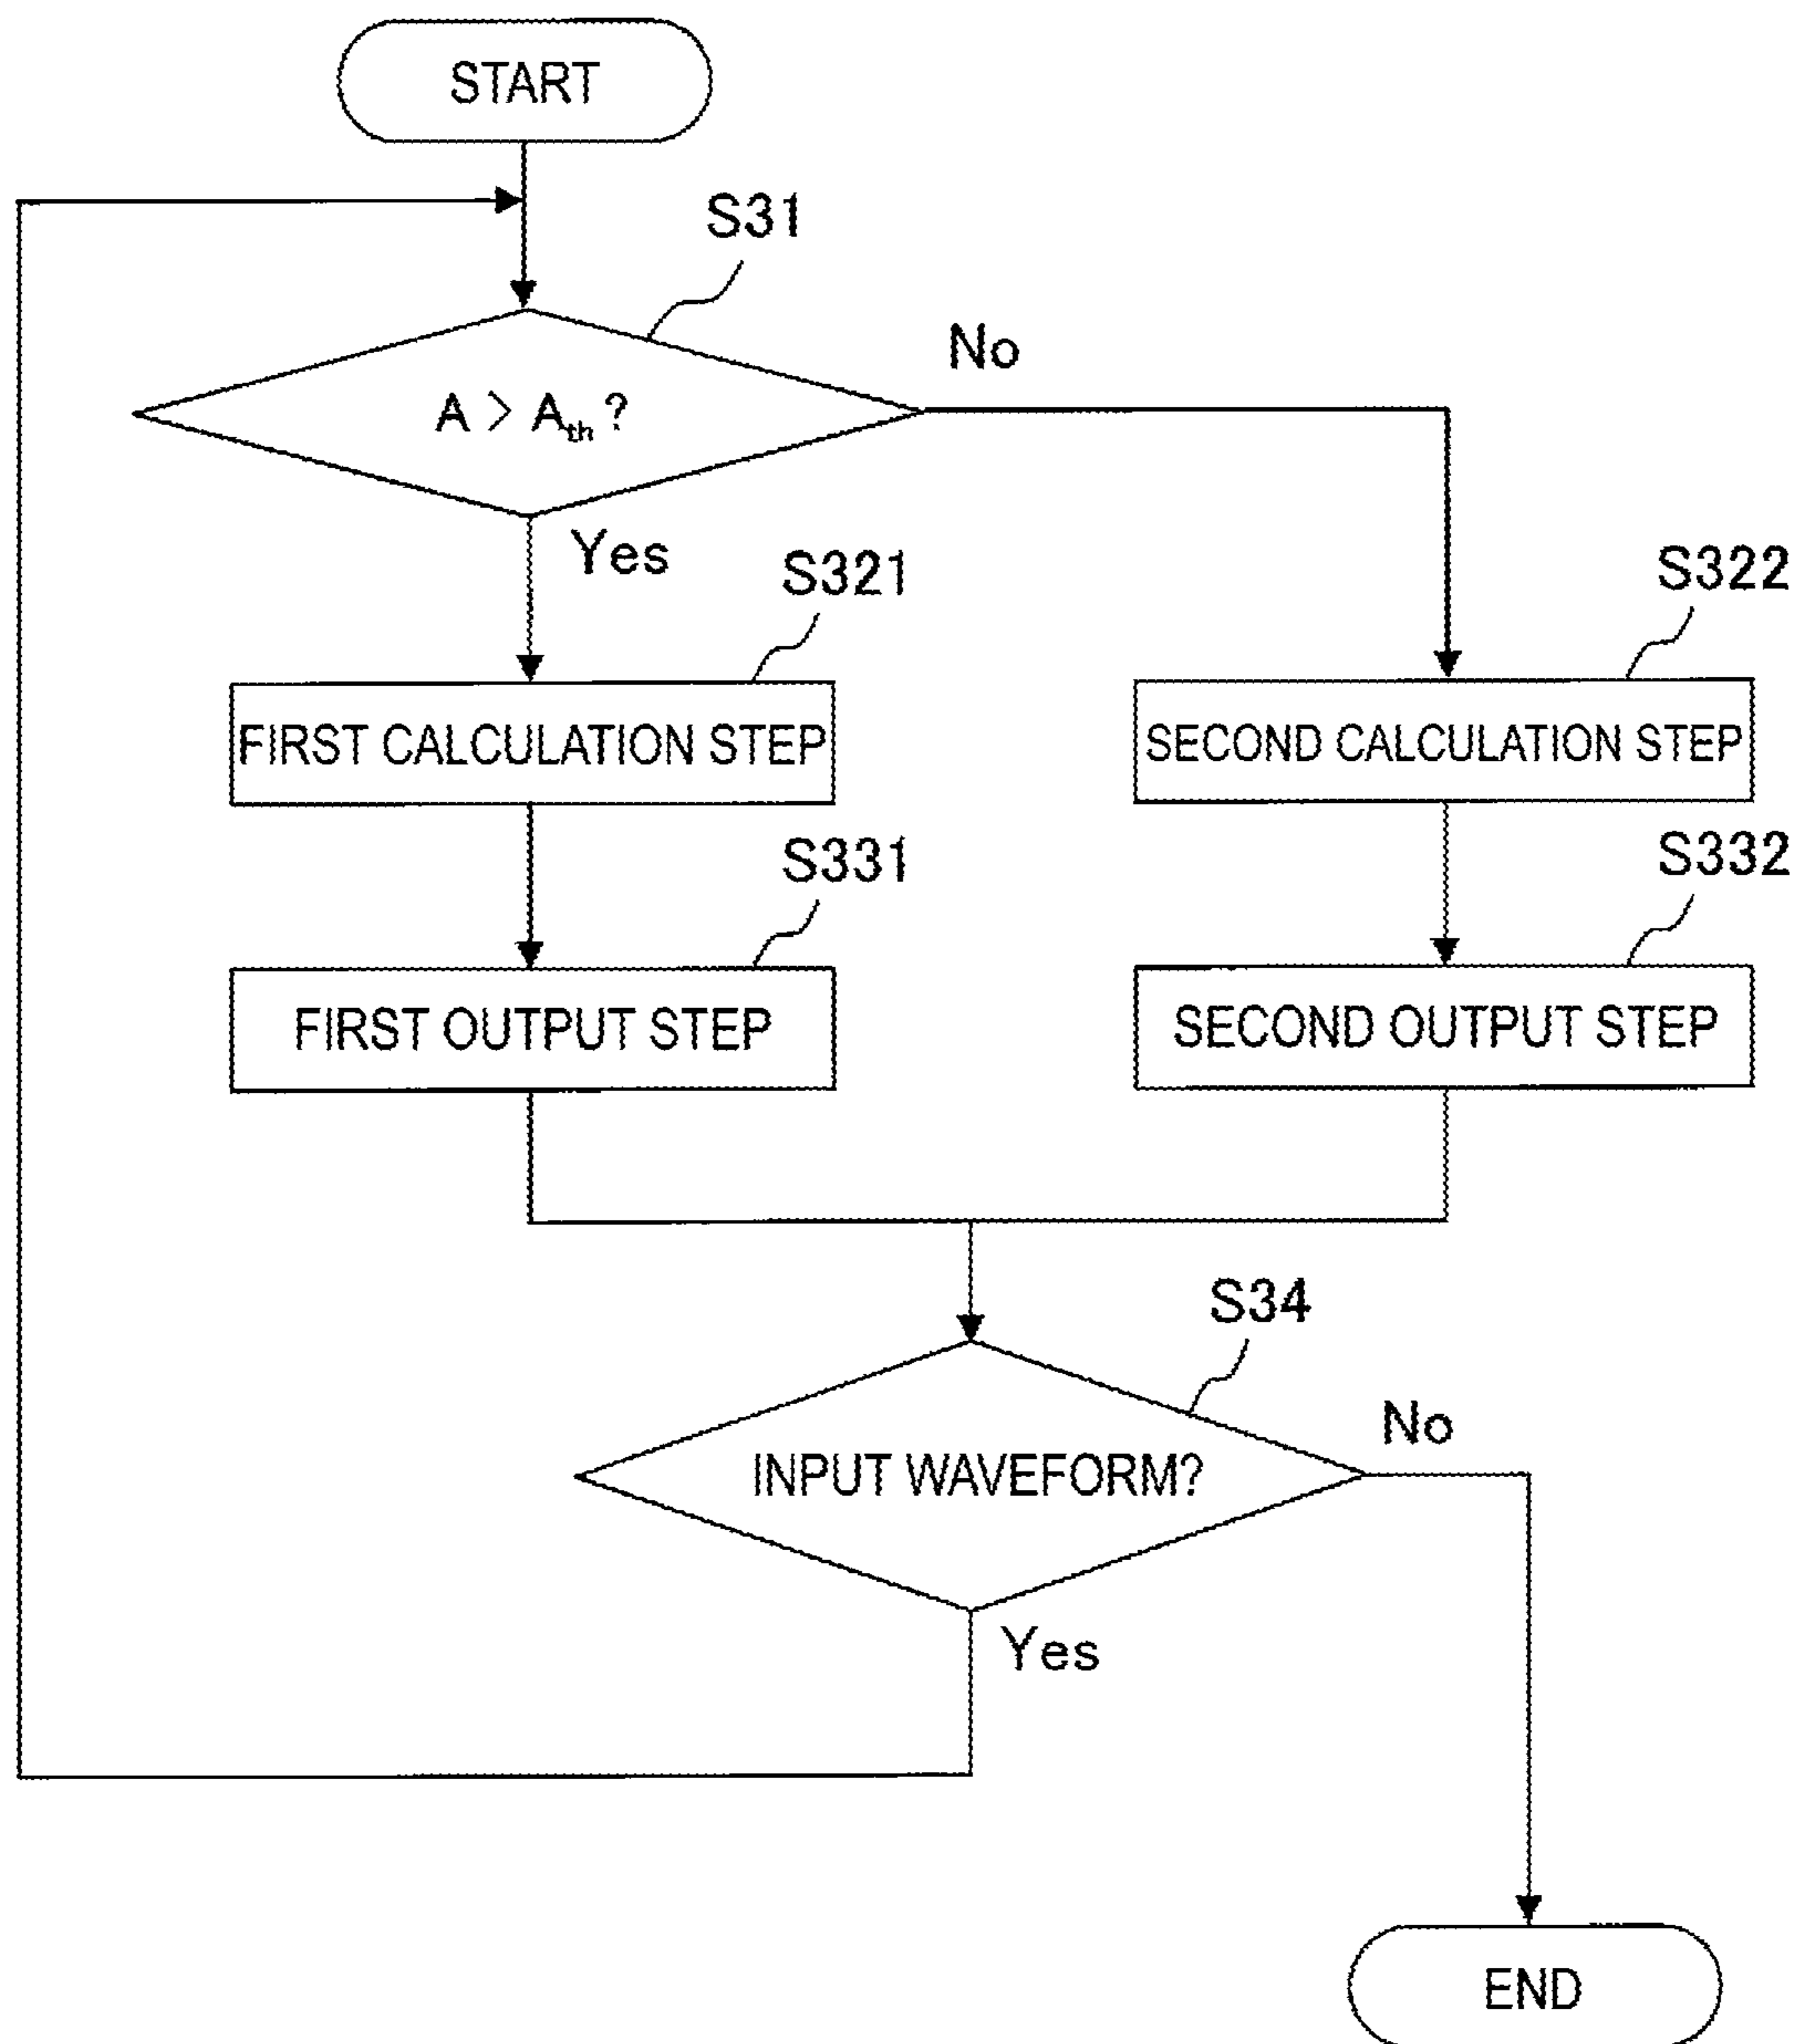 START
S31
No
A > Ath ?
Yes
S321
S322
FIRST CALCULATION STEP
SECOND CALCULATION STEP
S331
S332
FIRST OUTPUT STEP
SECOND OUTPUT STEP
S34
No
INPUT WAVEFORM?
Yes
END